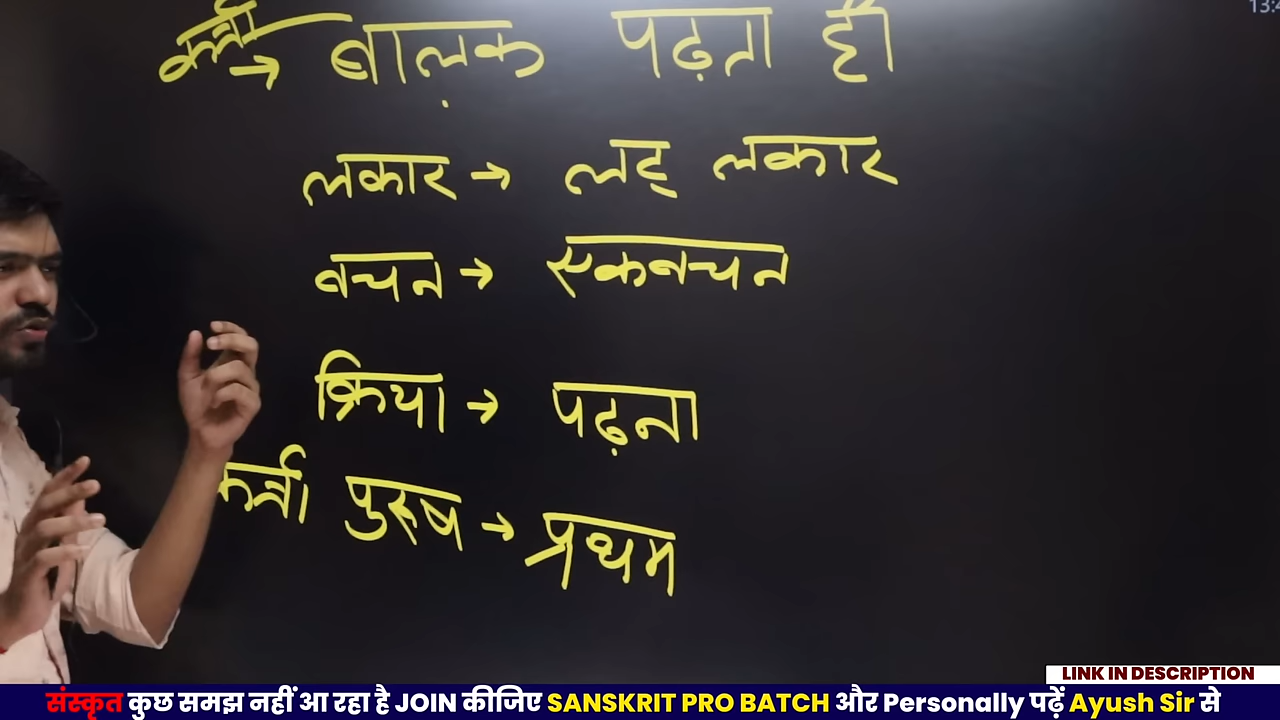 कर्त्ता → बालक पढ़ता है।
लकार → लट् लकार
वचन → एकवचन
क्रिया → पढ़ना
कर्त्ता पुरूष → प्रथम
LINK IN DESCRIPTION
संस्कृत कुछ समझ नहीं आ रहा है JOIN कीजिए SANSKRIT PRO BATCH और Personally पढ़ें Ayush Sir से